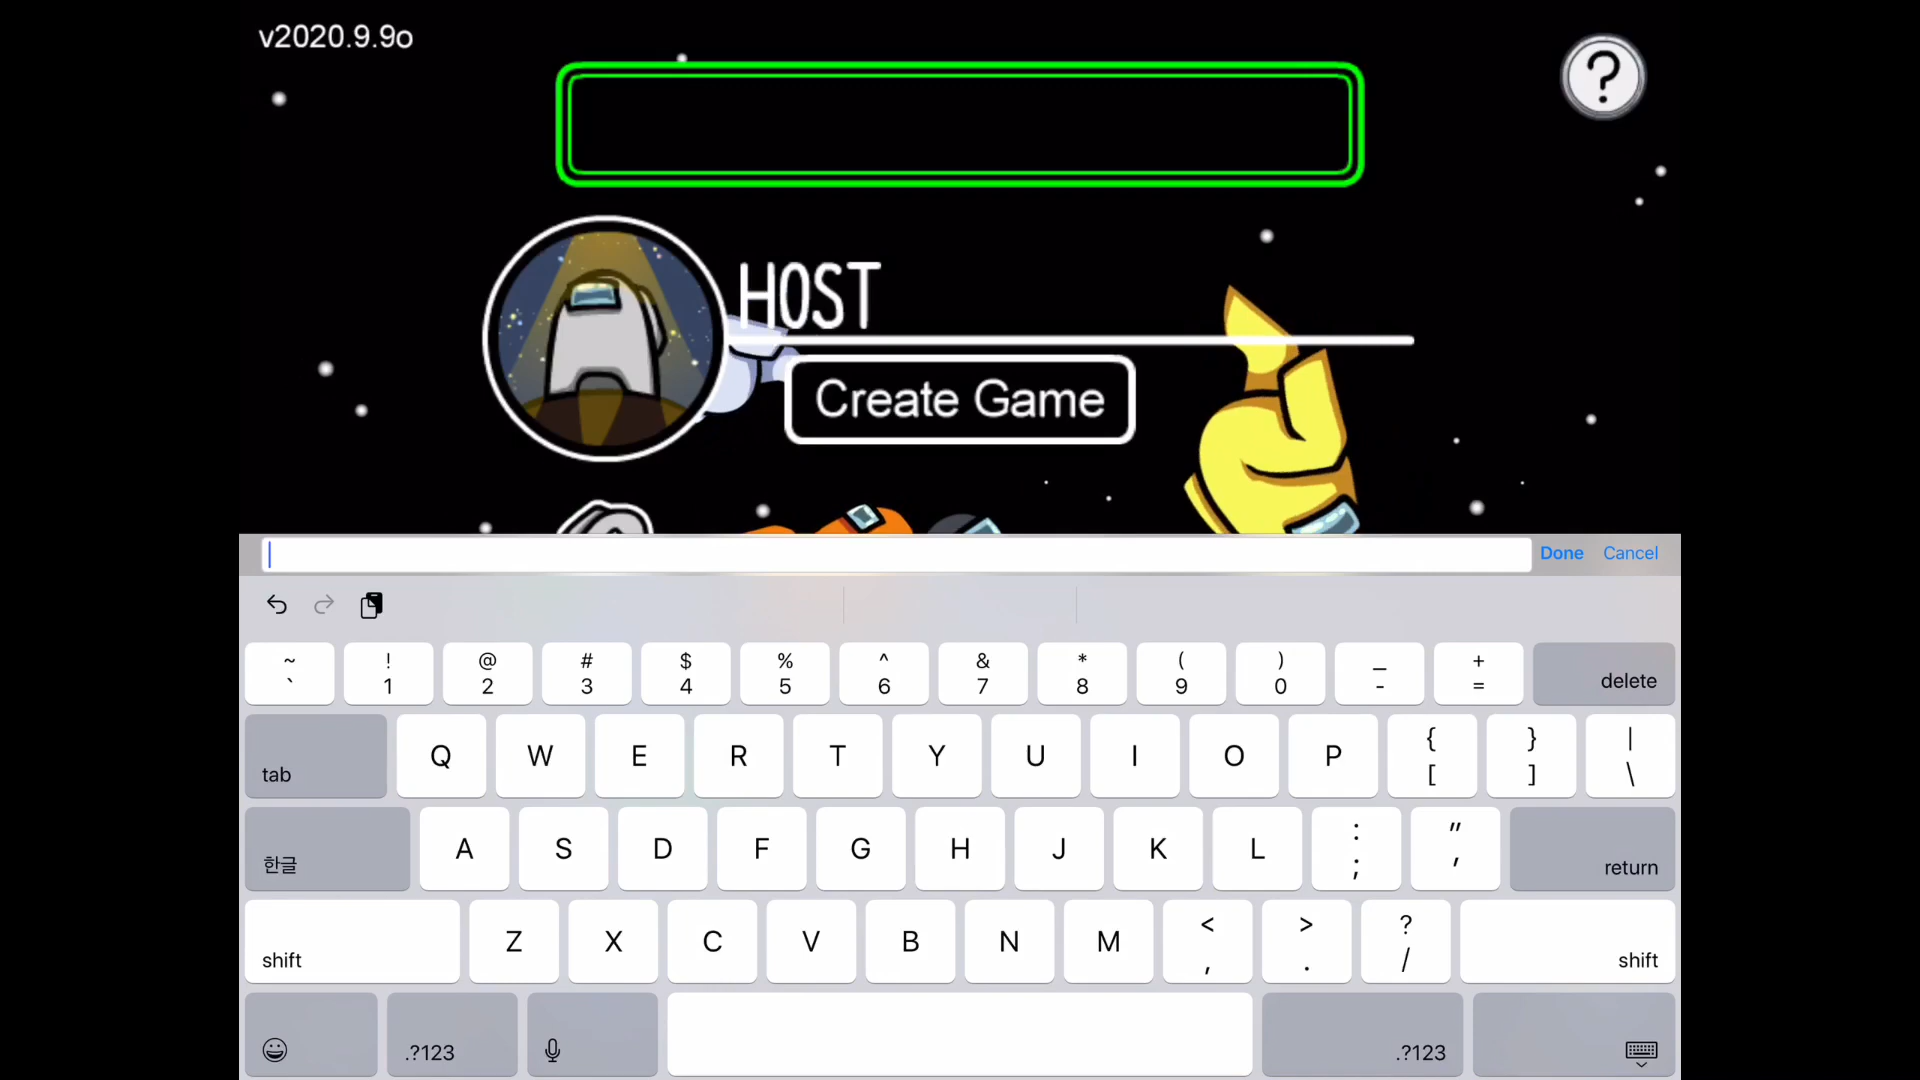 v2020.9.9o
?
HOST
Create Game
Done Cancel
~ ! @ # $ % ^ & * ( ) _ +
` 1 2 3 4 5 6 7 8 9 0 - = delete
tab Q W E R T Y U I O P { [ } ] | \
한글 A S D F G H J K L : ; " ' return
shift Z X C V B N M < , > . ? / shift
.?123 .?123